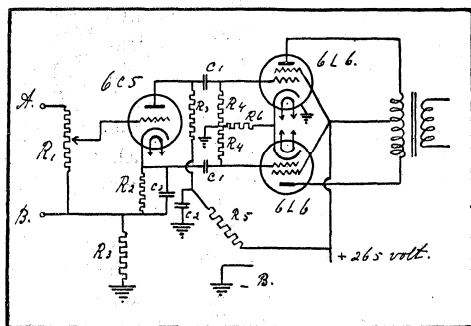 6C5
C1
6L6.
A.
R3
R4
R6
R1
R4
R2
C2
C1
C2
R5
6L6
B.
R3
+265 volt.
- B.